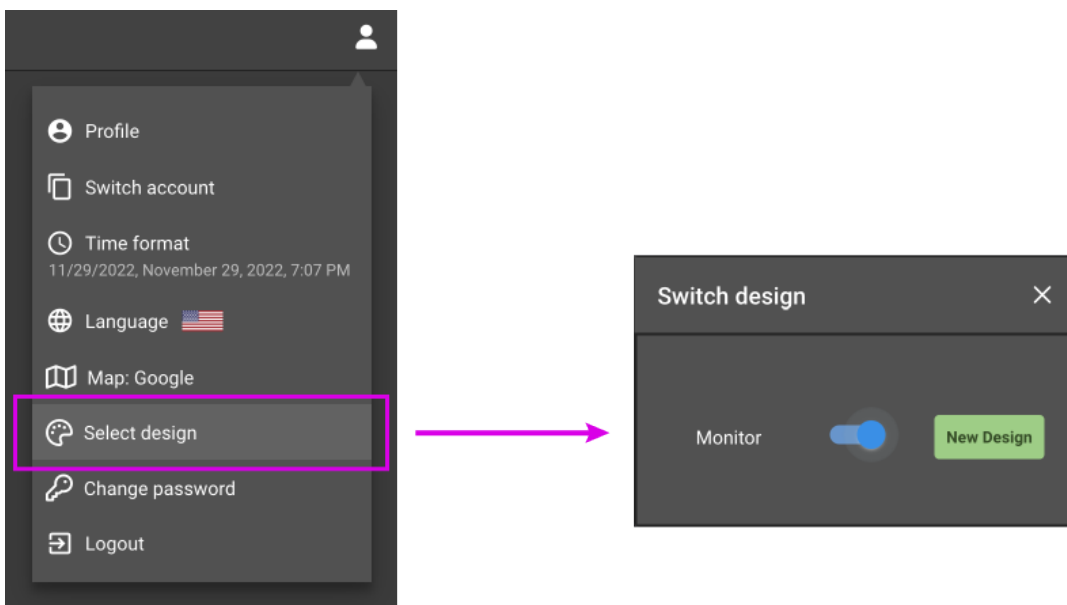 Profile
Switch account
Time format
11/29/2022, November 29, 2022, 7:07 PM
Language
Map: Google
Select design
Change password
Logout
Switch design
Monitor
New Design